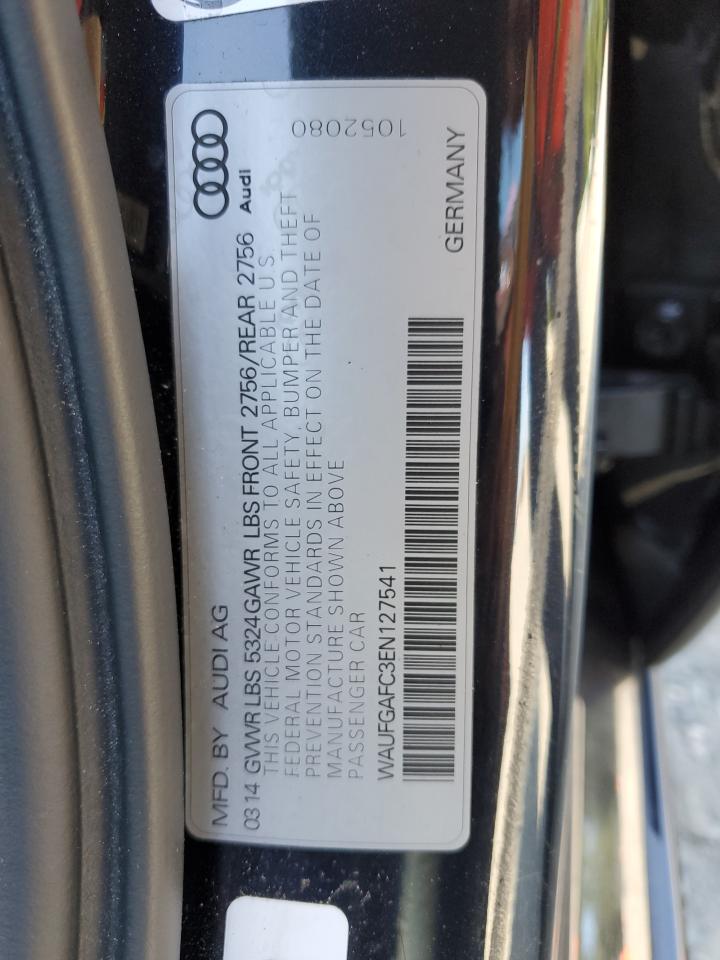 MFD. BY AUDI AG
Audi
03 14 GVWR LBS 5324 GAWR LBS FRONT 2756/REAR 2756
THIS VEHICLE CONFORMS TO ALL APPLICABLE U.S.
FEDERAL MOTOR VEHICLE SAFETY, BUMPER AND THEFT
PREVENTION STANDARDS IN EFFECT ON THE DATE OF
MANUFACTURE SHOWN ABOVE
PASSENGER CAR
1052080
WAUFGAFC3EN127541
GERMANY